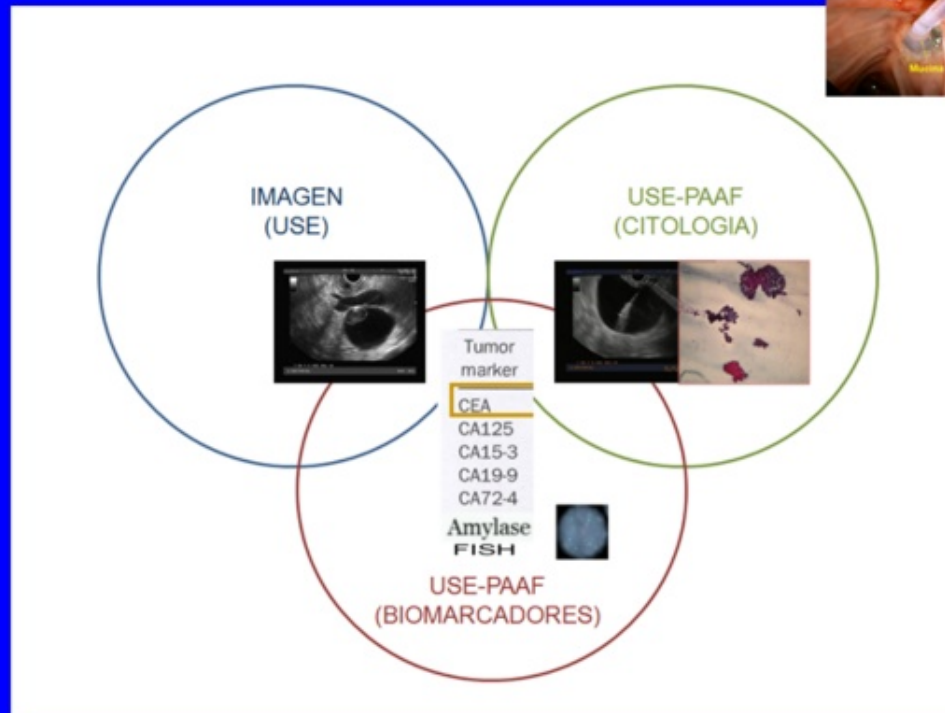 Mucina
IMAGEN
(USE)
USE-PAAF
(CITOLOGIA)
Tumor
marker
CEA
CA125
CA15-3
CA19-9
CA72-4
Amylase
FISH
USE-PAAF
(BIOMARCADORES)